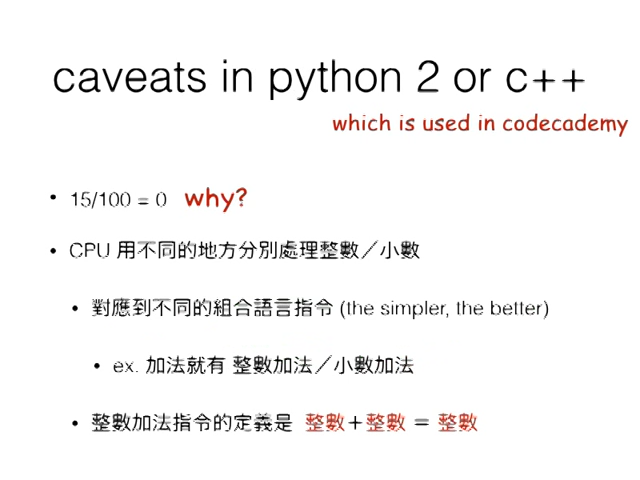 caveats in python 2 or c++
which is used in codecademy
• 15/100 = 0 why?
• CPU 用不同的地方分別處理整數／小數
• 對應到不同的組合語言指令 (the simpler, the better)
• ex. 加法就有 整數加法／小數加法
• 整數加法指令的定義是 整數＋整數 ＝ 整數